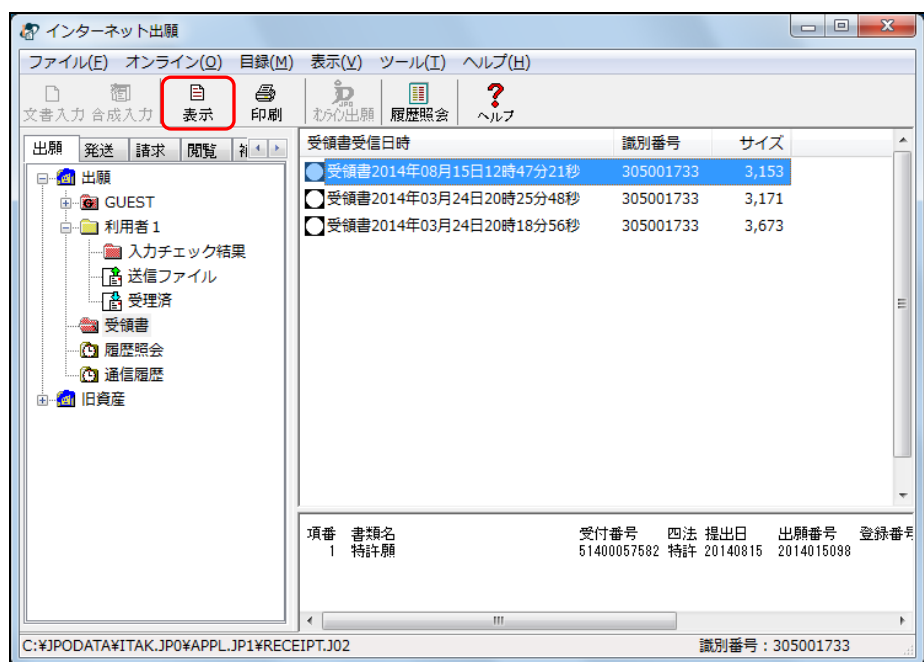 インターネット出願
ファイル(F) オンライン(O) 目録(M) 表示(V) ツール(T) ヘルプ(H)
文書入力 合成入力 表示 印刷 オンライン出願 履歴照会 ヘルプ
出願 発送 請求 閲覧
受領書受信日時 識別番号 サイズ
出願
GUEST
利用者1
入力チェック結果
送信ファイル
受理済
受領書
履歴照会
通信履歴
旧資産
受領書2014年08月15日12時47分21秒 305001733 3,153
受領書2014年03月24日20時25分48秒 305001733 3,171
受領書2014年03月24日20時18分56秒 305001733 3,673
項番 書類名 受付番号 四法 提出日 出願番号 登録番号
1 特許願 51400057582 特許 20140815 2014015098
C:¥JPODATA¥ITAK.JP0¥APPL.JP1¥RECEIPT.J02 識別番号:305001733